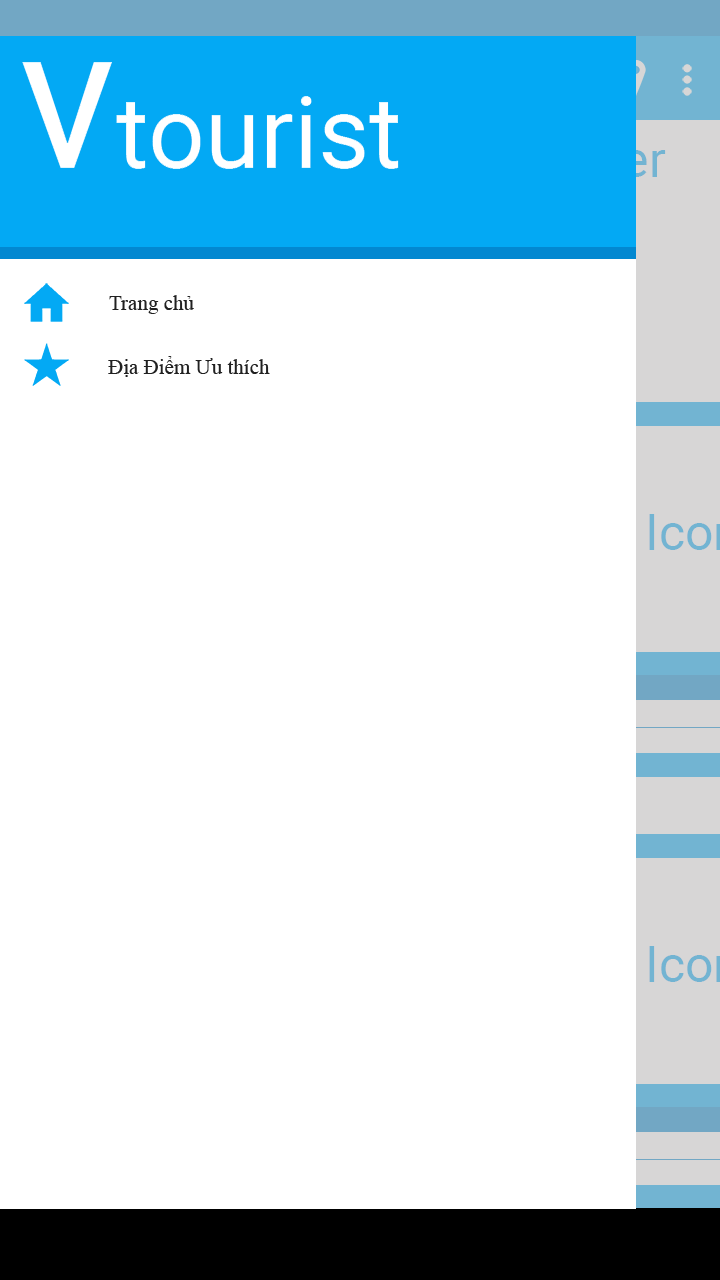 Vtourist
Trang chủ
Địa Điểm Ưu thích